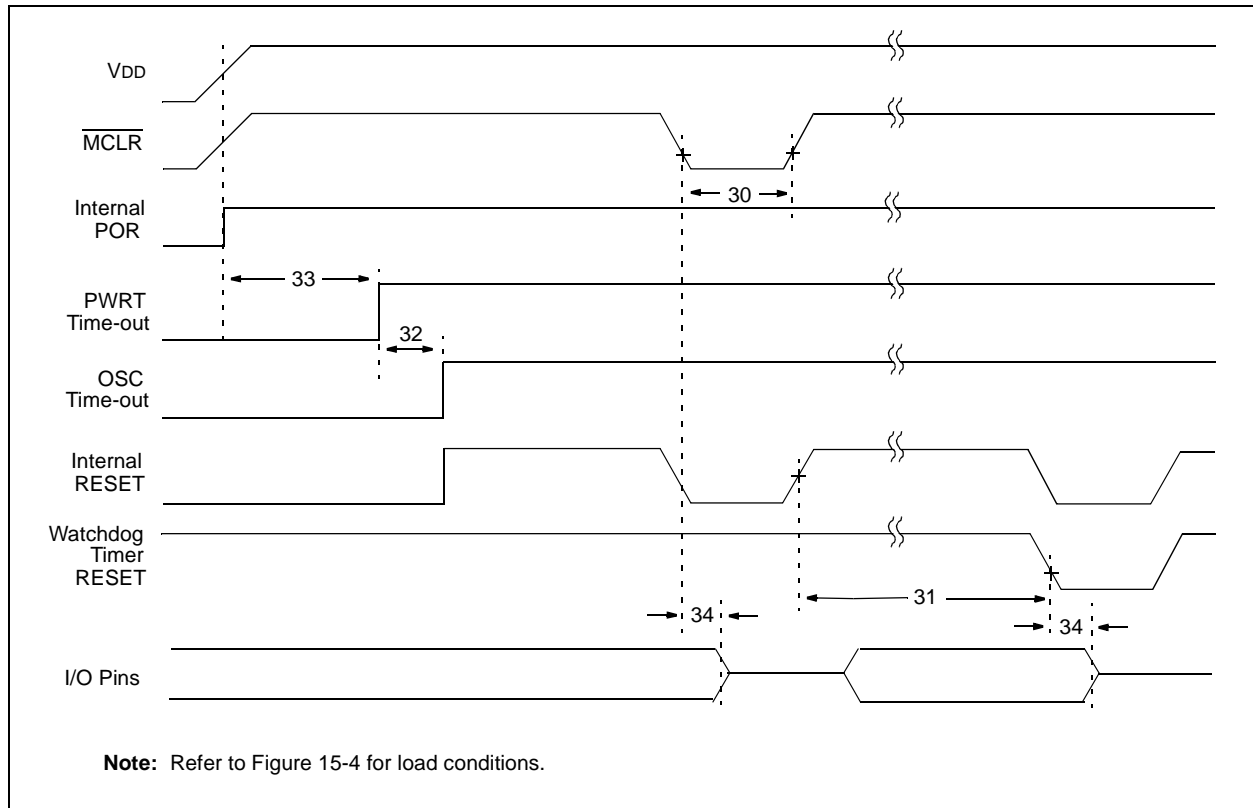 VDD
MCLR
Internal
POR
30
33
PWRT
Time-out
32
OSC
Time-out
Internal
RESET
Watchdog
Timer
RESET
31
34
34
I/O Pins
Note: Refer to Figure 15-4 for load conditions.